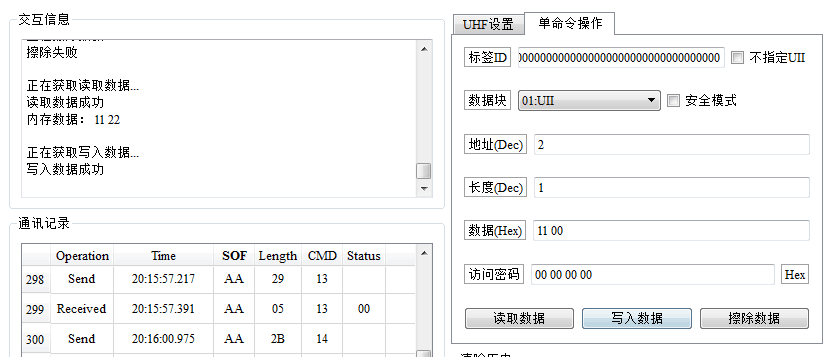 交互信息
擦除失败
正在获取读取数据...
读取数据成功
内存数据： 11 22
正在获取写入数据...
写入数据成功
通讯记录
Operation Time SOF Length CMD Status
298 Send 20:15:57.217 AA 29 13
299 Received 20:15:57.391 AA 05 13 00
300 Send 20:16:00.975 AA 2B 14
UHF设置 单命令操作
标签ID 不指定UII
数据块 01:UII 安全模式
地址(Dec) 2
长度(Dec) 1
数据(Hex) 11 00
访问密码 00 00 00 00 Hex
读取数据 写入数据 擦除数据